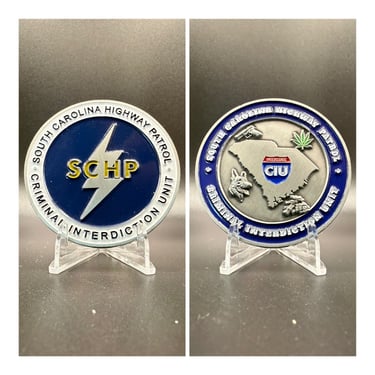 SOUTH CAROLINA HIGHWAY PATROL
SCHP
CRIMINAL INTERDICTION UNIT
SOUTH CAROLINA HIGHWAY PATROL
CIU
CRIMINAL INTERDICTION UNIT